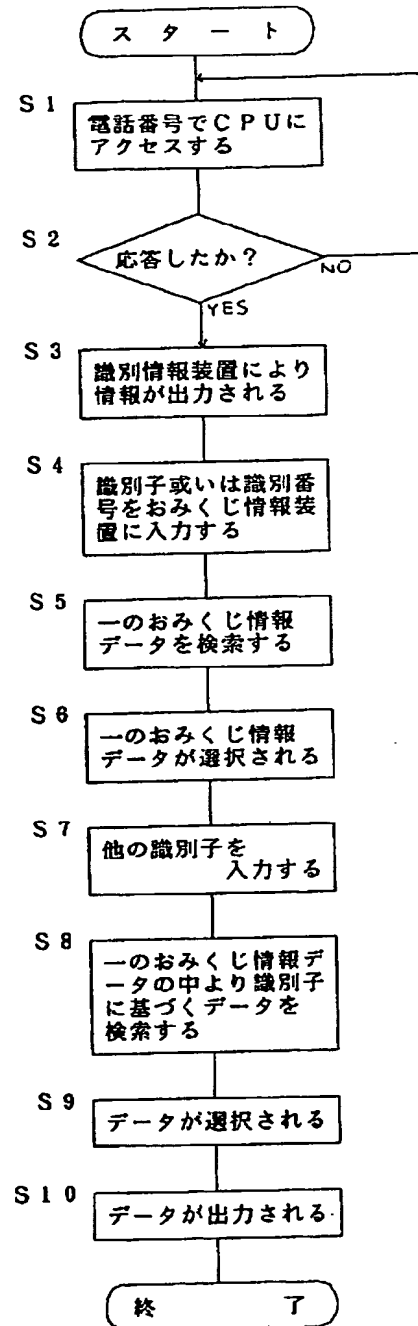 スタート
S1
電話番号でCPUに
アクセスする
S2
応答したか?
NO
YES
S3
識別情報装置により
情報が出力される
S4
識別子或いは識別番
号をおみくじ情報装
置に入力する
S5
一のおみくじ情報
データを検索する
S6
一のおみくじ情報
データが選択される
S7
他の識別子を
入力する
S8
一のおみくじ情報デ
ータの中より識別子
に基づくデータを
検索する
S9
データが選択される
S10
データが出力される
終了